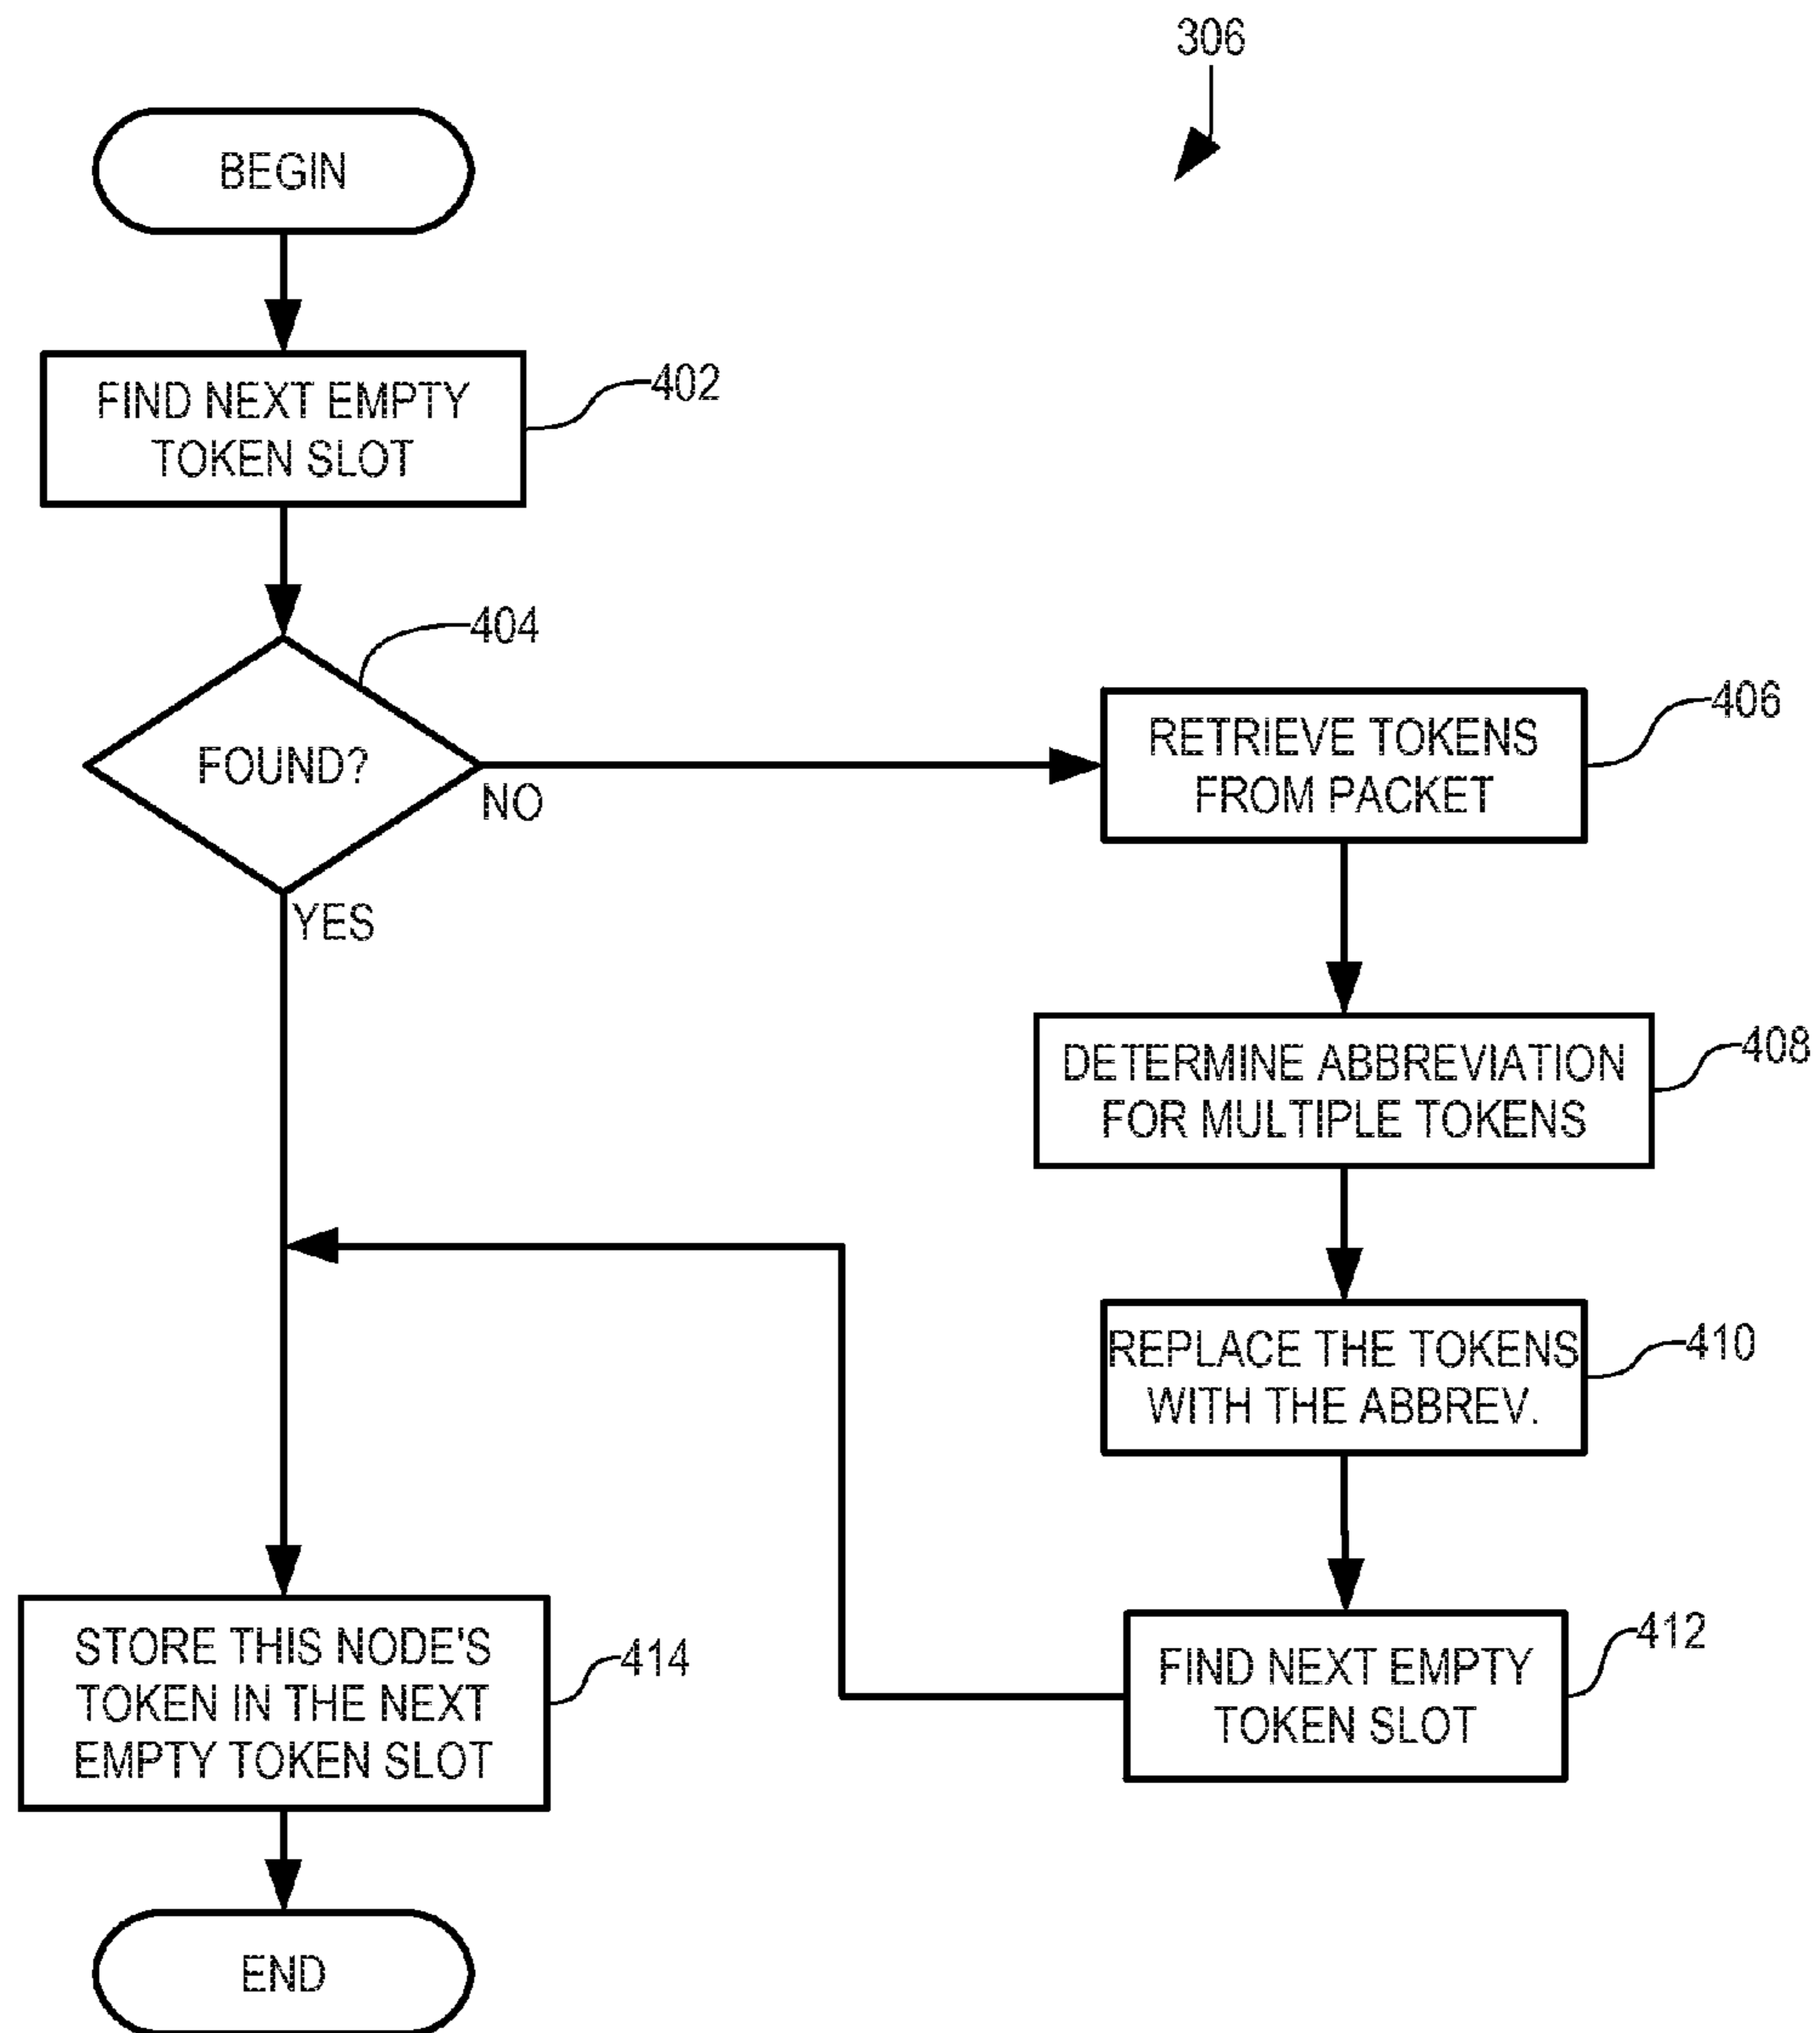 306
BEGIN
FIND NEXT EMPTY
TOKEN SLOT
402
404
FOUND?
NO
YES
RETRIEVE TOKENS
FROM PACKET
406
DETERMINE ABBREVIATION
FOR MULTIPLE TOKENS
408
REPLACE THE TOKENS
WITH THE ABBREV.
410
FIND NEXT EMPTY
TOKEN SLOT
412
STORE THIS NODE'S
TOKEN IN THE NEXT
EMPTY TOKEN SLOT
414
END